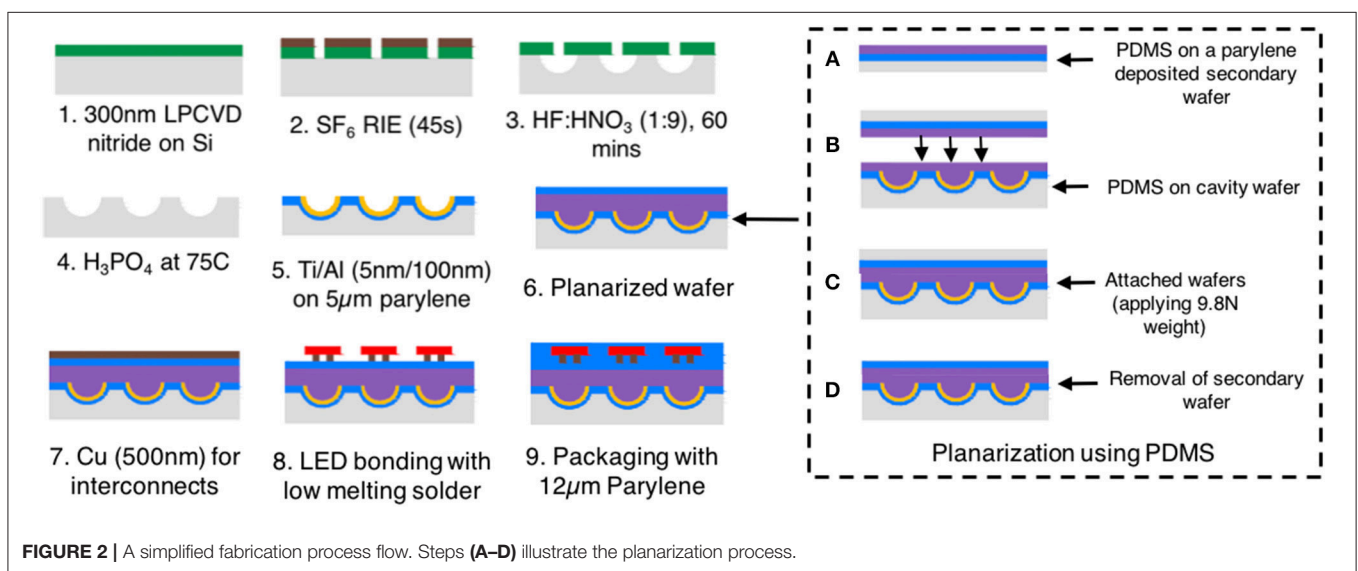 1. 300nm LPCVD
nitride on Si
2. SF₆ RIE (45s)
3. HF:HNO₃ (1:9), 60
mins
4. H₃PO₄ at 75C
5. Ti/Al (5nm/100nm)
on 5μm parylene
6. Planarized wafer
7. Cu (500nm) for
interconnects
8. LED bonding with
low melting solder
9. Packaging with
12μm Parylene
A
PDMS on a parylene
deposited secondary
wafer
B
PDMS on cavity wafer
C
Attached wafers
(applying 9.8N
weight)
D
Removal of secondary
wafer
Planarization using PDMS
FIGURE 2 | A simplified fabrication process flow. Steps (A–D) illustrate the planarization process.